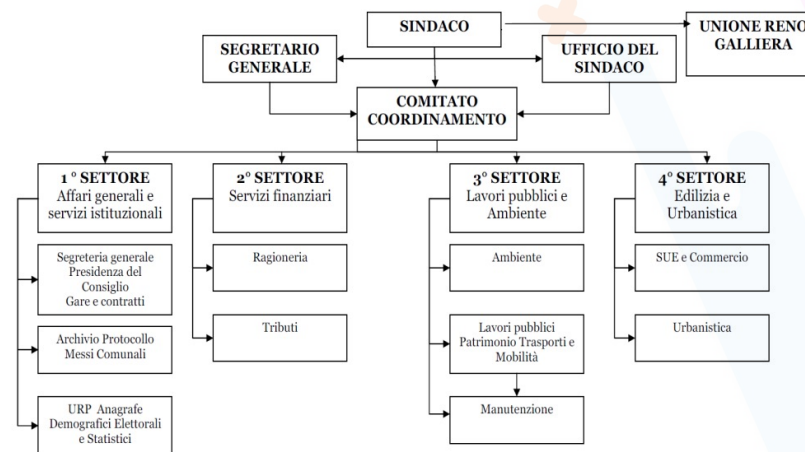 SINDACO
UNIONE RENO
GALLIERA
SEGRETARIO
GENERALE
UFFICIO DEL
SINDACO
COMITATO
COORDINAMENTO
1° SETTORE
Affari generali e
servizi istituzionali
2° SETTORE
Servizi finanziari
3° SETTORE
Lavori pubblici e
Ambiente
4° SETTORE
Edilizia e
Urbanistica
Segreteria generale
Presidenza del
Consiglio
Gare e contratti
Ragioneria
Ambiente
SUE e Commercio
Archivio Protocollo
Messi Comunali
Tributi
Lavori pubblici
Patrimonio Trasporti e
Mobilità
Urbanistica
URP Anagrafe
Demografici Elettorali
e Statistici
Manutenzione